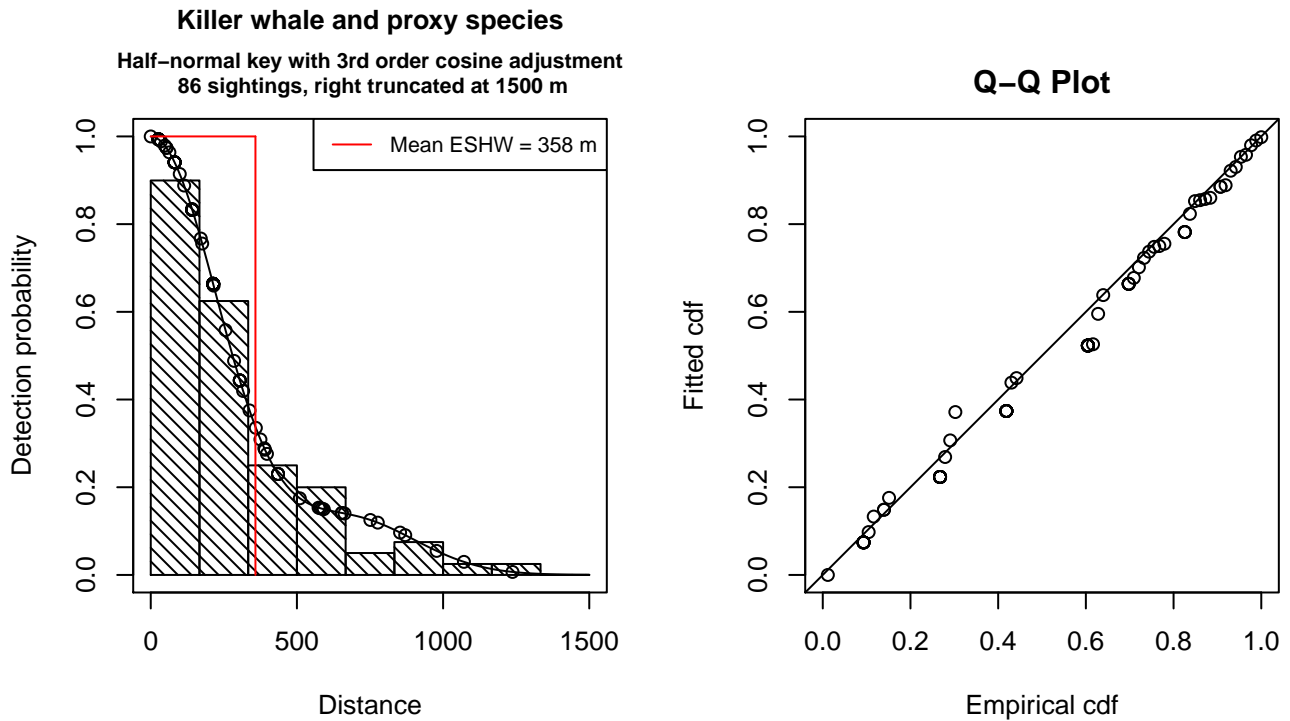 Killer whale and proxy species
Half−normal key with 3rd order cosine adjustment
86 sightings, right truncated at 1500 m
Mean ESHW = 358 m
Detection probability
1.0
0.8
0.6
0.4
0.2
0.0
0 500 1000 1500
Distance
Q−Q Plot
Fitted cdf
1.0
0.8
0.6
0.4
0.2
0.0
0.0 0.2 0.4 0.6 0.8 1.0
Empirical cdf